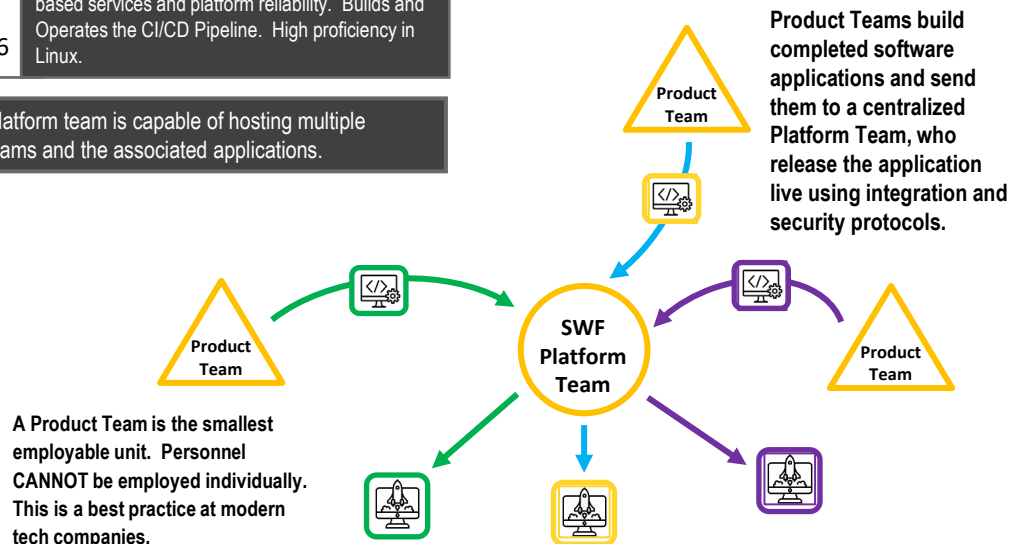 based services and platform reliability. Builds and
Operates the CI/CD Pipeline. High proficiency in
Linux.
6
latform team is capable of hosting multiple
ams and the associated applications.
Product Teams build
completed software
applications and send
them to a centralized
Platform Team, who
release the application
live using integration and
security protocols.
Product
Team
</>
</>
</>
SWF
Platform
Team
Product
Team
Product
Team
A Product Team is the smallest
employable unit. Personnel
CANNOT be employed individually.
This is a best practice at modern
tech companies.